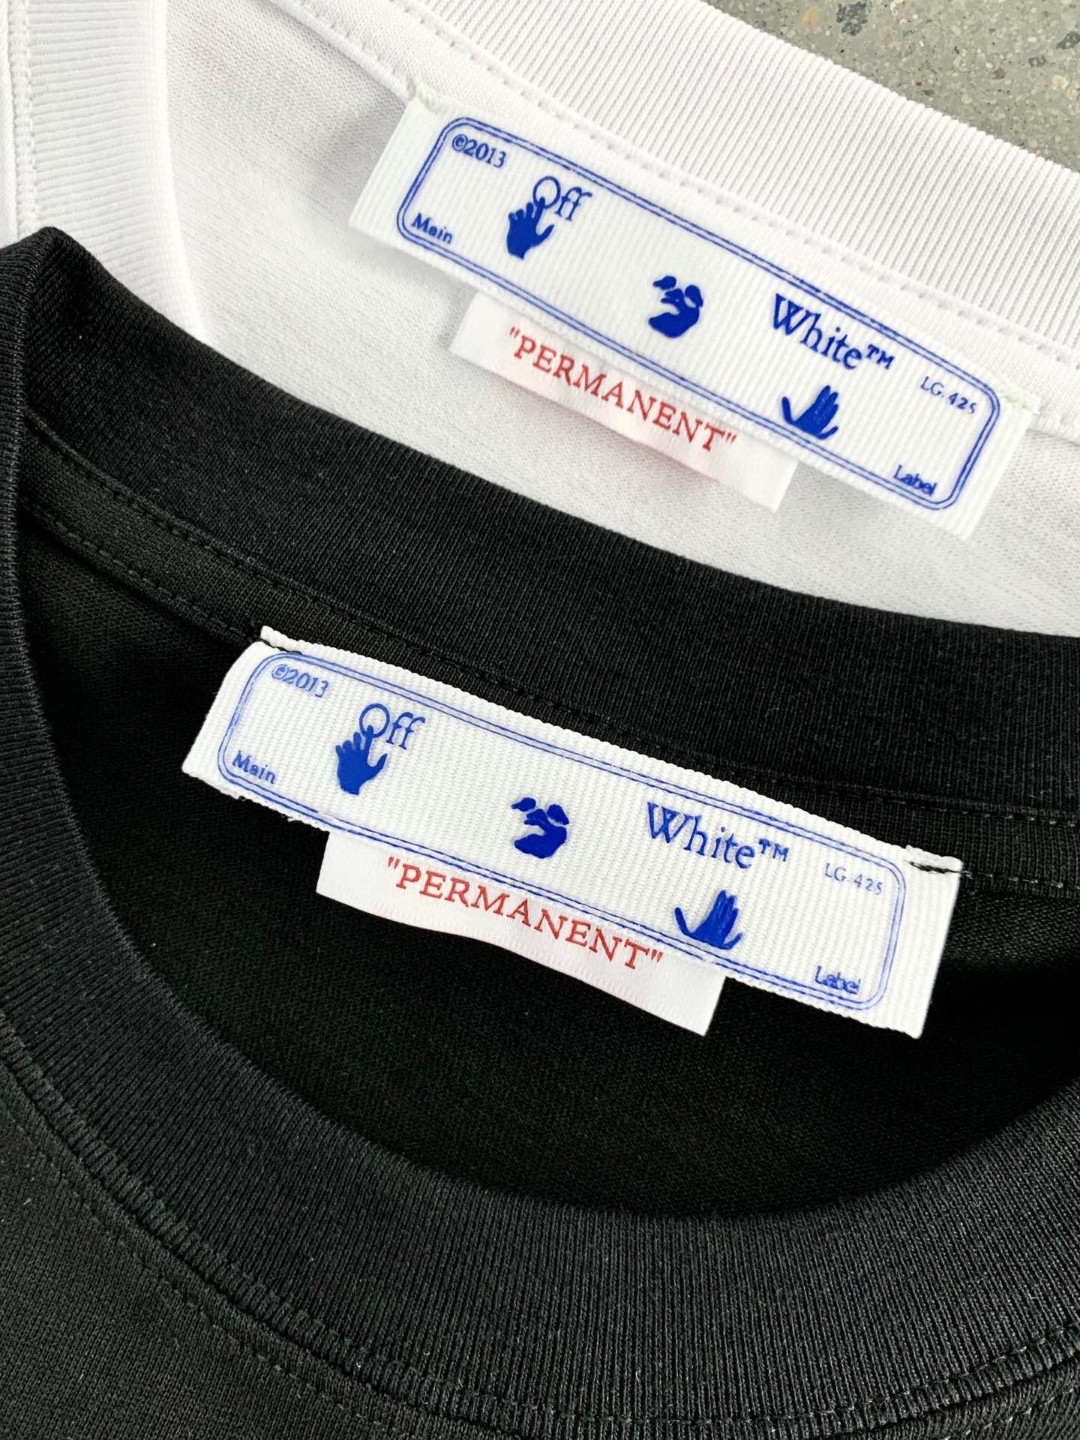 ©2013
Off
Main
White™
LG.425
Label
"PERMANENT"
©2013
Off
Main
White™
LG.425
Label
"PERMANENT"